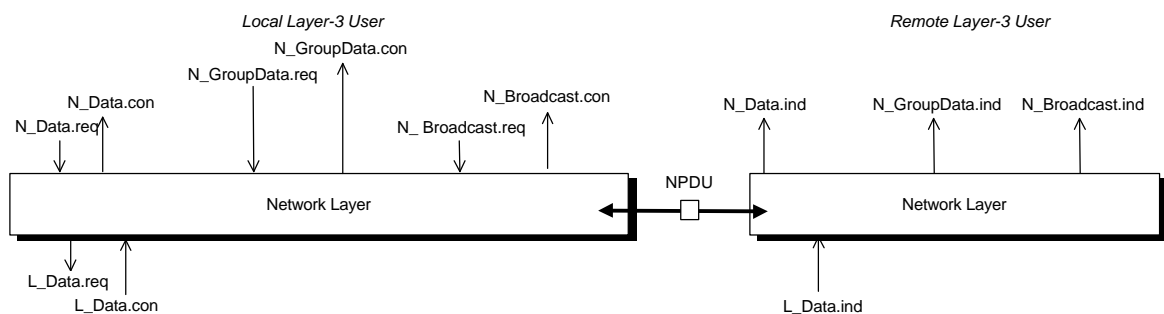 Local Layer-3 User
Remote Layer-3 User
N_GroupData.con
N_GroupData.req
N_Data.con
N_Data.req
N_Broadcast.con
N_ Broadcast.req
N_Data.ind
N_GroupData.ind
N_Broadcast.ind
Network Layer
NPDU
Network Layer
L_Data.req
L_Data.con
L_Data.ind